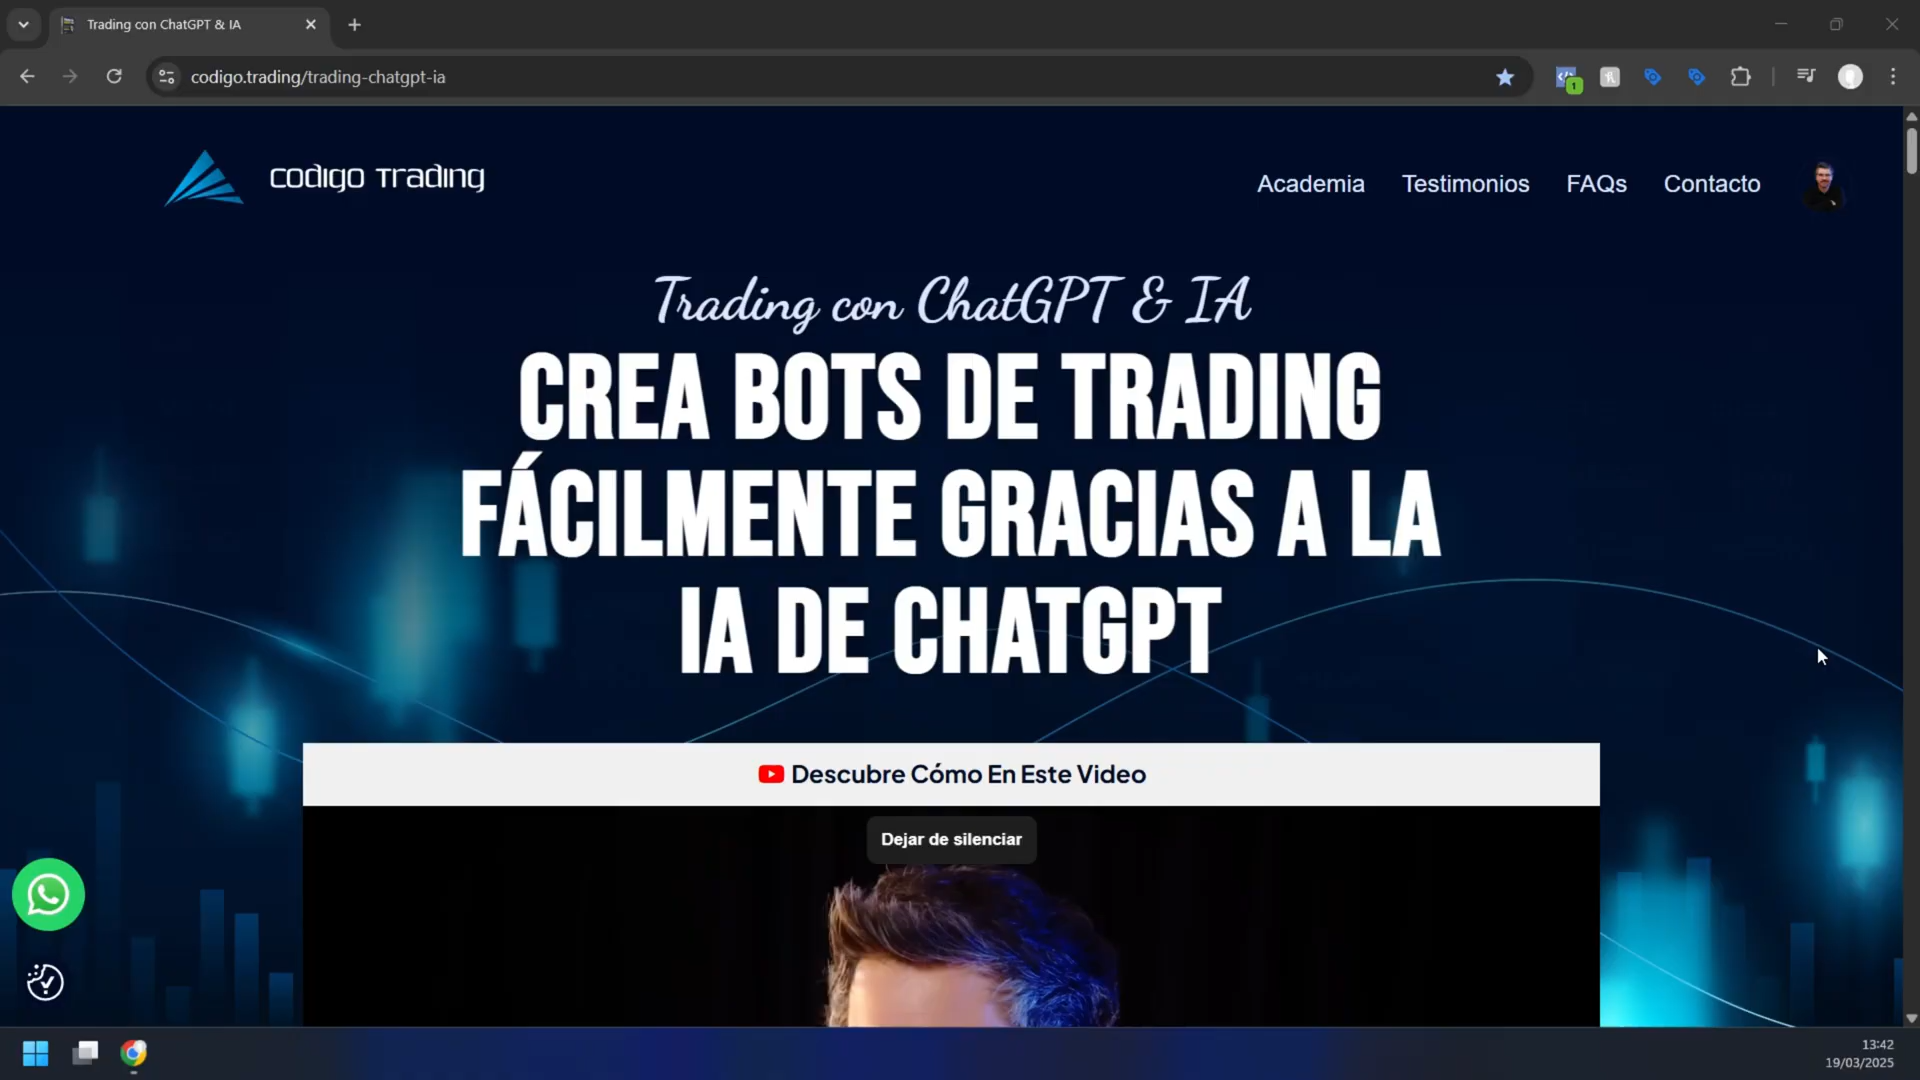 Trading con ChatGPT & IA
codigo.trading/trading-chatgpt-ia
1
codigo Trading
Academia
Testimonios
FAQs
Contacto
Trading con ChatGPT & IA
CREA BOTS DE TRADING
FÁCILMENTE GRACIAS A LA
IA DE CHATGPT
Descubre Cómo En Este Video
Dejar de silenciar
13:42
19/03/2025